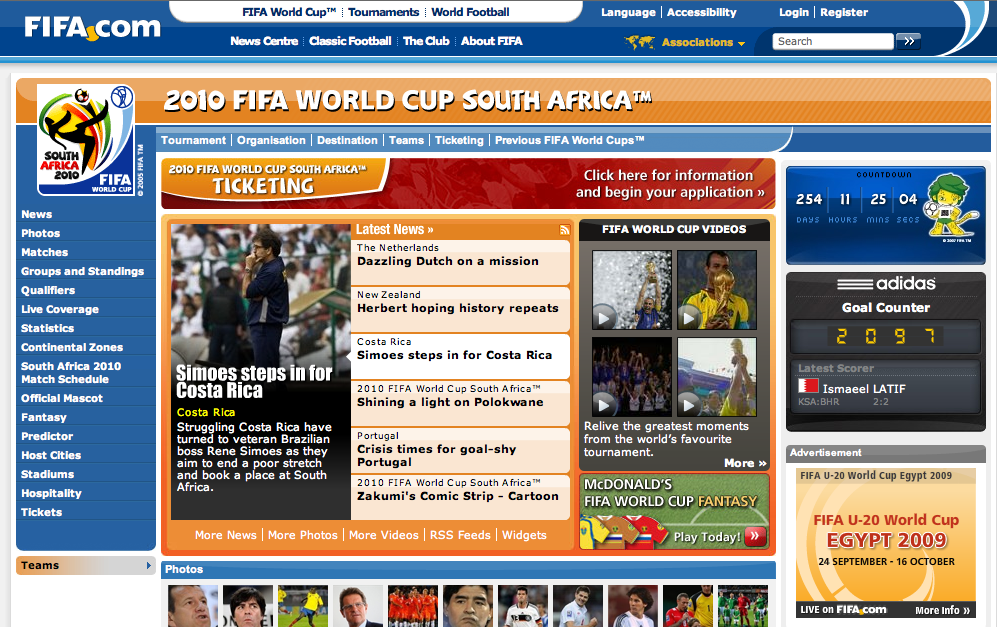 FIFA.com
FIFA World Cup™ Tournaments World Football
Language Accessibility
Login Register
News Centre Classic Football The Club About FIFA
Associations
Search
SOUTH AFRICA 2010
FIFA
WORLD CUP
© 2005 FIFA TM
2010 FIFA WORLD CUP SOUTH AFRICA™
Tournament Organisation Destination Teams Ticketing Previous FIFA World Cups™
News
Photos
Matches
Groups and Standings
Qualifiers
Live Coverage
Statistics
Continental Zones
South Africa 2010
Match Schedule
Official Mascot
Fantasy
Predictor
Host Cities
Stadiums
Hospitality
Tickets
Teams
2010 FIFA WORLD CUP SOUTH AFRICA™
TICKETING
Click here for information
and begin your application »
Simoes steps in for
Costa Rica
Costa Rica
Struggling Costa Rica have
turned to veteran Brazilian
boss Rene Simoes as they
aim to end a poor stretch
and book a place at South
Africa.
Latest News »
The Netherlands
Dazzling Dutch on a mission
New Zealand
Herbert hoping history repeats
Costa Rica
Simoes steps in for Costa Rica
2010 FIFA World Cup South Africa™
Shining a light on Polokwane
Portugal
Crisis times for goal-shy
Portugal
2010 FIFA World Cup South Africa™
Zakumi's Comic Strip - Cartoon
More News More Photos More Videos RSS Feeds Widgets
FIFA WORLD CUP VIDEOS
Relive the greatest moments
from the world's favourite
tournament.
More »
McDONALD'S
FIFA WORLD CUP FANTASY
Play Today! »
Photos
COUNTDOWN
254 11 25 04
DAYS HOURS MINS SECS
© 2007 FIFA TM
adidas
Goal Counter
2 0 9 7
Latest Scorer
Ismaeel LATIF
KSA:BHR 2:2
Advertisement
FIFA U-20 World Cup Egypt 2009
FIFA U-20 World Cup
EGYPT 2009
24 SEPTEMBER - 16 OCTOBER
LIVE on FIFA.com More Info »